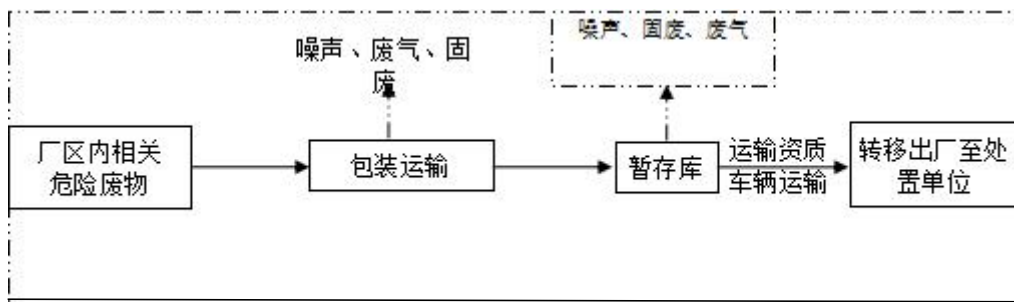 噪声、废气、固
废
噪声、固废、废气
厂区内相关
危险废物
包装运输
暂存库
运输资质
车辆运输
转移出厂至处
置单位